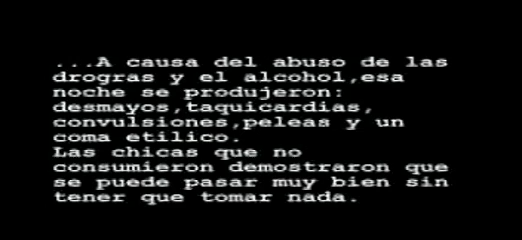 ...A causa del abuso de las
drogras y el alcohol,esa
noche se produjeron:
desmayos,taquicardias,
convulsiones,peleas y un
coma etilico.
Las chicas que no
consumieron demostraron que
se puede pasar muy bien sin
tener que tomar nada.